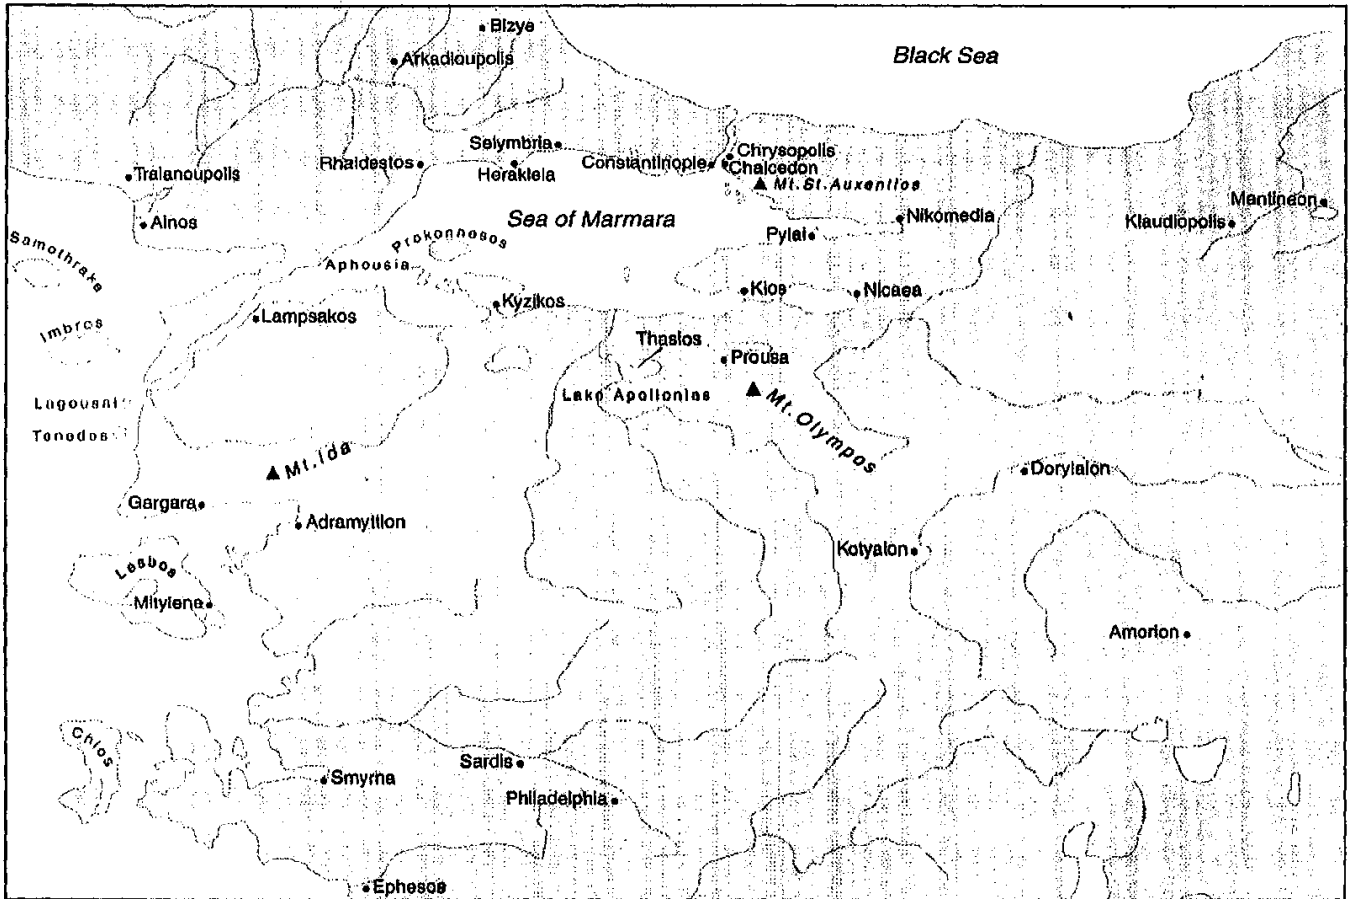 Bizye
Arkadioupolis
Black Sea
Selymbria
Rhaidestos
Herakleia
Constantinople
Chrysopolis
Chalcedon
Mt. St. Auxentios
Traianoupolis
Ainos
Sea of Marmara
Nikomedia
Klaudiopolis
Mantineon
Pylai
Samothrake
Prokonnesos
Aphousia
Kios
Nicaea
Kyzikos
Lampsakos
Imbros
Thasios
Prousa
Lake Apollonias
Mt. Olympos
Lagousai
Tenedos
Mt. Ida
Dorylaion
Gargara
Adramyttion
Kotyaion
Lesbos
Mitylene
Amorion
Chios
Smyrna
Sardis
Philadelphia
Ephesos